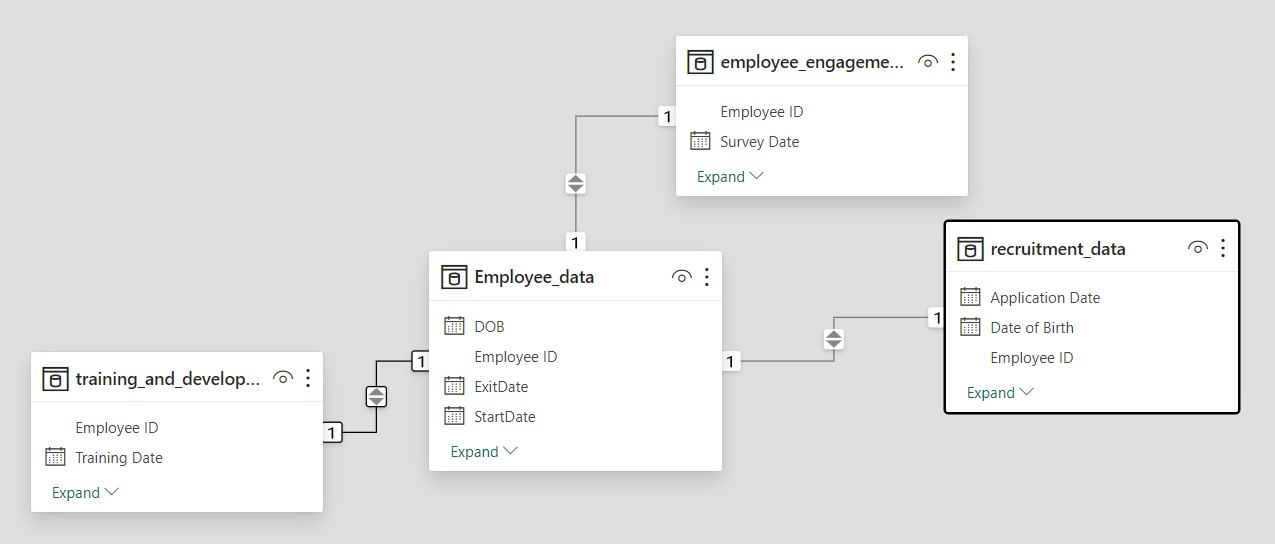 employee_engageme...
1
Employee ID
Survey Date
Expand
1
Employee_data
DOB
Employee ID
ExitDate
StartDate
Expand
1
1
recruitment_data
Application Date
Date of Birth
Employee ID
Expand
1
training_and_develop...
Employee ID
Training Date
Expand
1